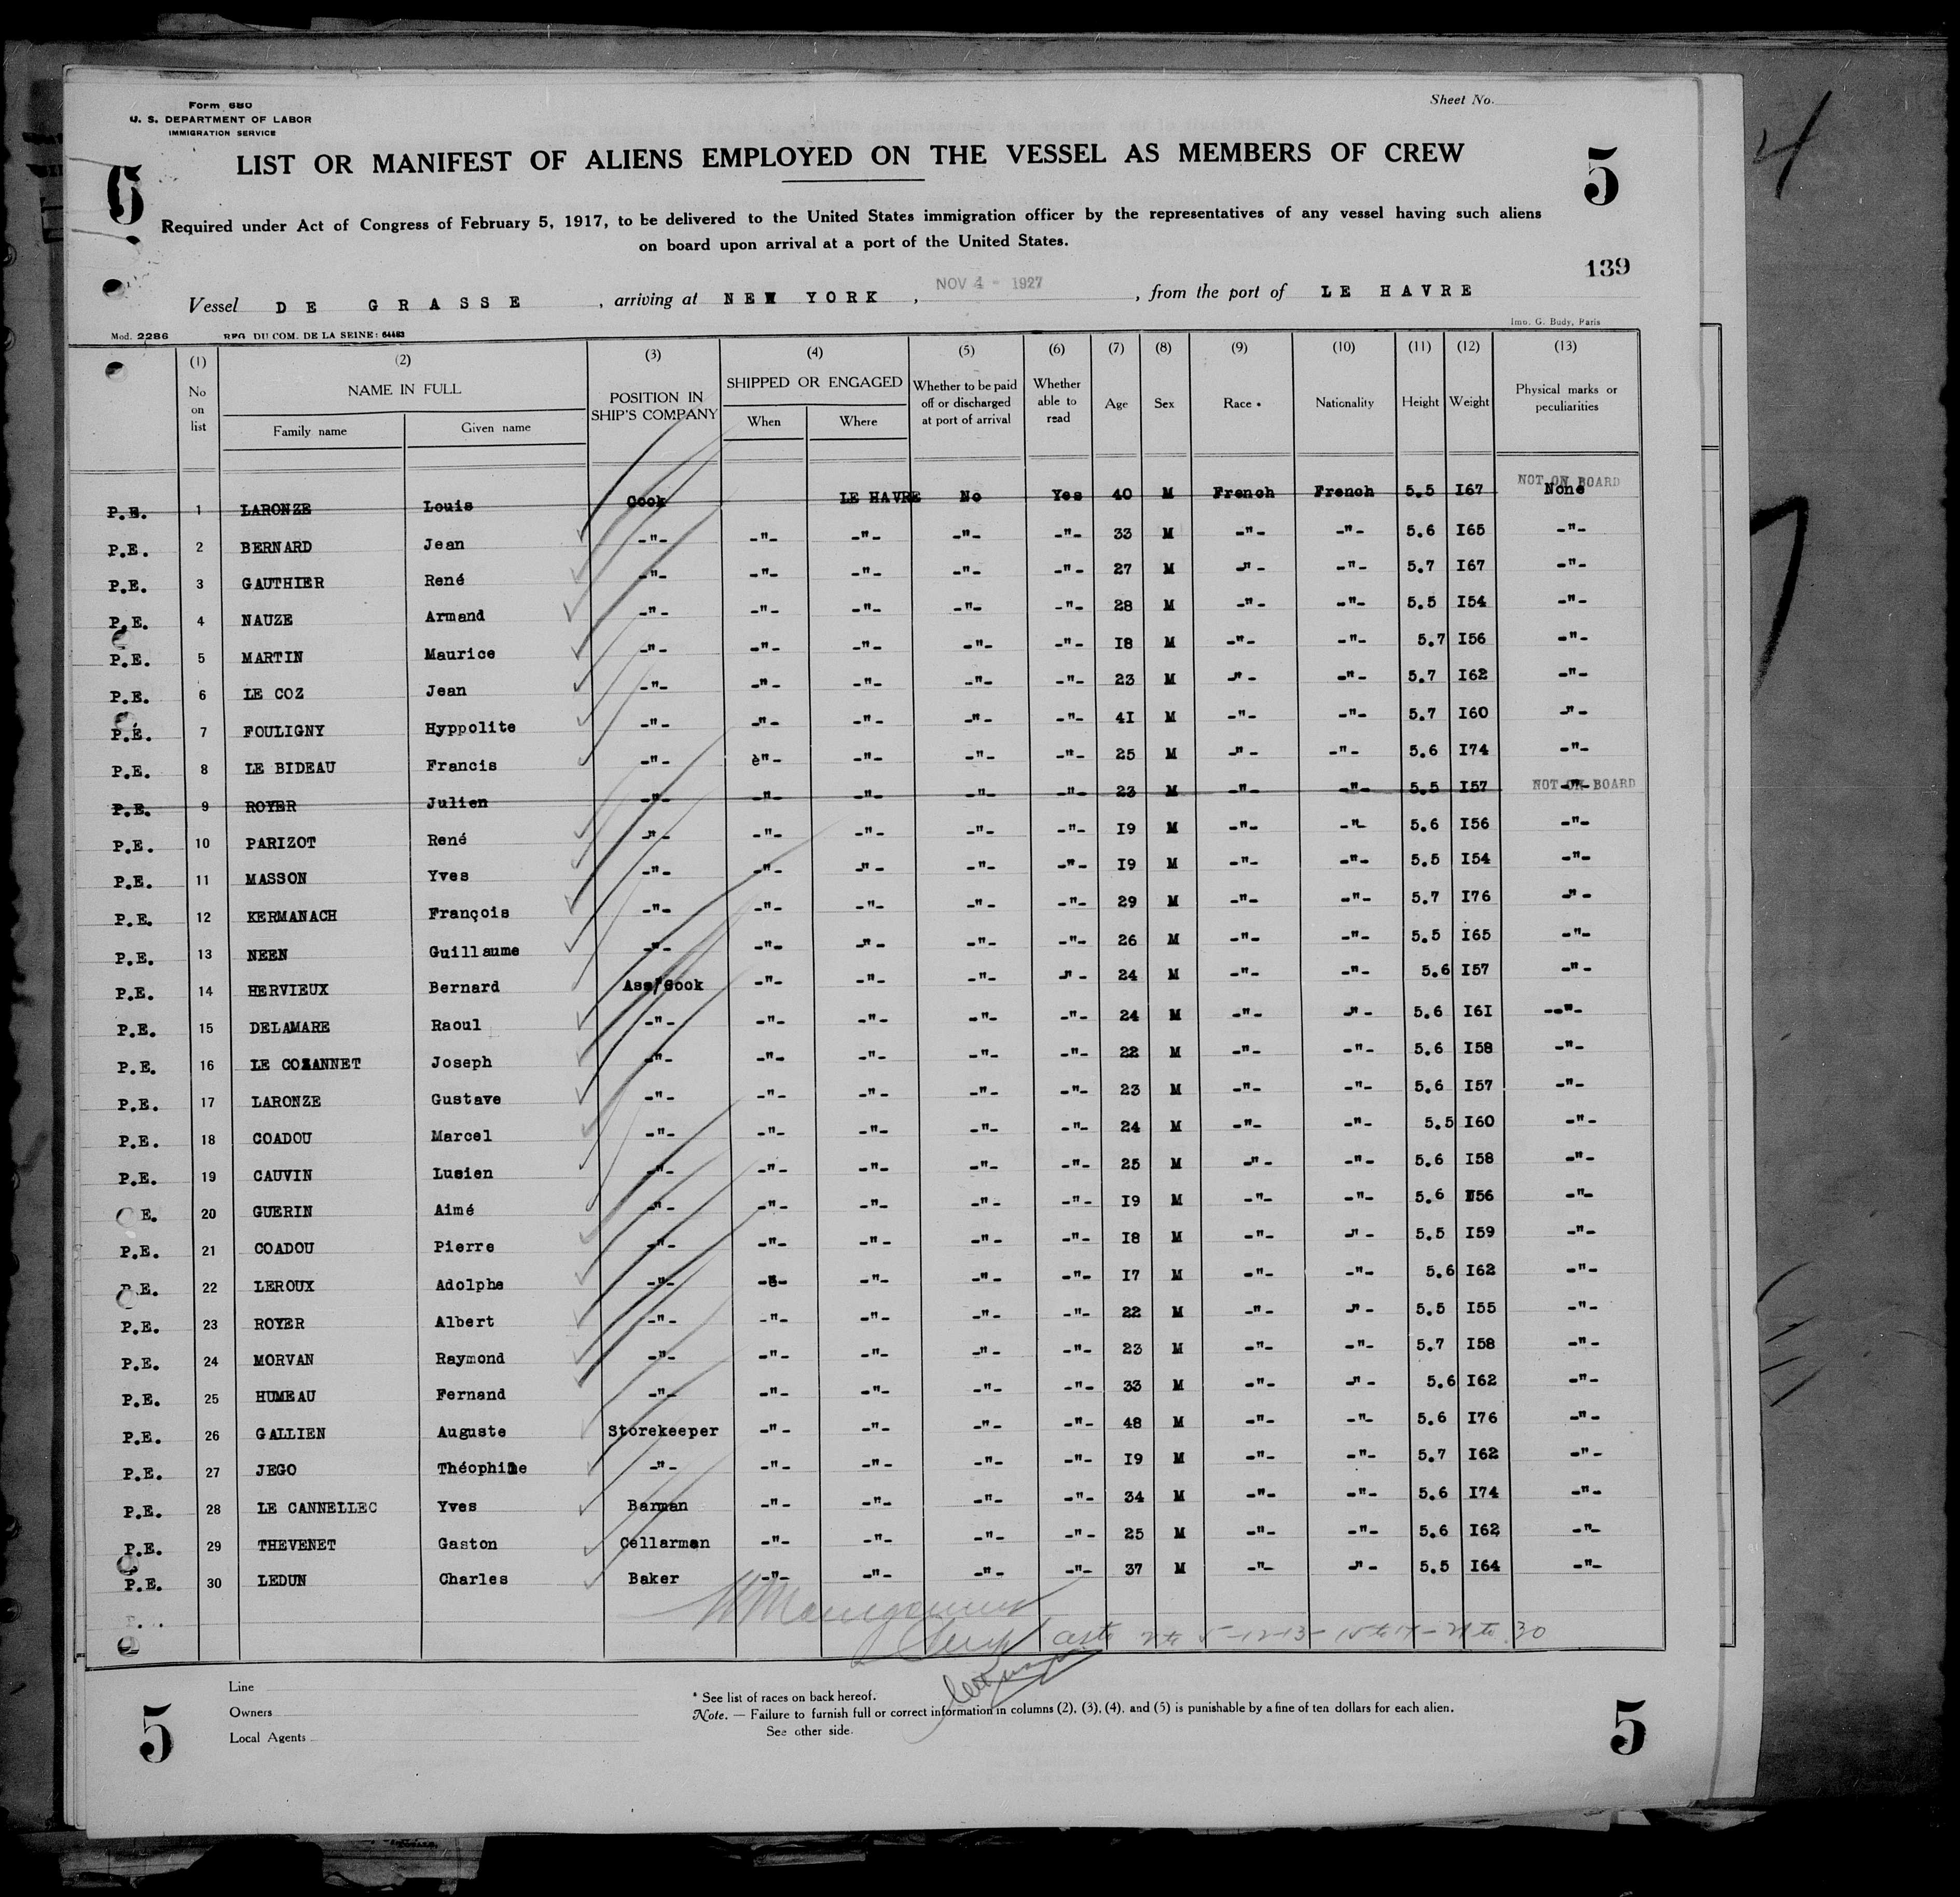 Form 680
U. S. DEPARTMENT OF LABOR
IMMIGRATION SERVICE
Sheet No.
LIST OR MANIFEST OF ALIENS EMPLOYED ON THE VESSEL AS MEMBERS OF CREW
5 5
Required under Act of Congress of February 5, 1917, to be delivered to the United States immigration officer by the representatives of any vessel having such aliens
on board upon arrival at a port of the United States.
139
Vessel DE GRASSE , arriving at NEW YORK , NOV 4 - 1927 , from the port of LE HAVRE
Mod. 2286 REG. DU COM. DE LA SEINE: 64483 Imp. G. Budy, Paris
(1) (2) (3) (4) (5) (6) (7) (8) (9) (10) (11) (12) (13)
No on list NAME IN FULL Family name Given name POSITION IN SHIP'S COMPANY SHIPPED OR ENGAGED When Where Whether to be paid off or discharged at port of arrival Whether able to read Age Sex Race * Nationality Height Weight Physical marks or peculiarities
P.E. 1 LARONZE Louis Cook LE HAVRE No Yes 40 M French French 5.5 I67 None NOT ON BOARD
P.E. 2 BERNARD Jean -"- -"- -"- -"- -"- 33 M -"- -"- 5.6 I65 -"-
P.E. 3 GAUTHIER René -"- -"- -"- -"- -"- 27 M -"- -"- 5.7 I67 -"-
P.E. 4 NAUZE Armand -"- -"- -"- -"- -"- 28 M -"- -"- 5.5 I54 -"-
P.E. 5 MARTIN Maurice -"- -"- -"- -"- -"- I8 M -"- -"- 5.7 I56 -"-
P.E. 6 LE COZ Jean -"- -"- -"- -"- -"- 23 M -"- -"- 5.7 I62 -"-
P.E. 7 FOULIGNY Hyppolite -"- -"- -"- -"- -"- 4I M -"- -"- 5.7 I60 -"-
P.E. 8 LE BIDEAU Francis -"- è"- -"- -"- -"- 25 M -"- -"- 5.6 I74 -"-
P.E. 9 ROYER Julien -"- -"- -"- -"- -"- 23 M -"- -"- 5.5 I57 -"- NOT ON BOARD
P.E. 10 PARIZOT René -"- -"- -"- -"- -"- I9 M -"- -"- 5.6 I56 -"-
P.E. 11 MASSON Yves -"- -"- -"- -"- -"- I9 M -"- -"- 5.5 I54 -"-
P.E. 12 KERMANACH François -"- -"- -"- -"- -"- 29 M -"- -"- 5.7 I76 -"-
P.E. 13 NEEN Guillaume -"- -"- -"- -"- -"- 26 M -"- -"- 5.5 I65 -"-
P.E. 14 HERVIEUX Bernard Ass/Cook -"- -"- -"- -"- 24 M -"- -"- 5.6 I57 -"-
P.E. 15 DELAMARE Raoul -"- -"- -"- -"- -"- 24 M -"- -"- 5.6 I6I --"-
P.E. 16 LE COZANNET Joseph -"- -"- -"- -"- -"- 22 M -"- -"- 5.6 I58 -"-
P.E. 17 LARONZE Gustave -"- -"- -"- -"- -"- 23 M -"- -"- 5.6 I57 -"-
P.E. 18 COADOU Marcel -"- -"- -"- -"- -"- 24 M -"- -"- 5.5 I60 -"-
P.E. 19 CAUVIN Lusien -"- -"- -"- -"- -"- 25 M -"- -"- 5.6 I58 -"-
E. 20 GUERIN Aimé -"- -"- -"- -"- -"- I9 M -"- -"- 5.6 I56 -"-
P.E. 21 COADOU Pierre -"- -"- -"- -"- -"- I8 M -"- -"- 5.5 I59 -"-
P.E. 22 LEROUX Adolphe -"- -"- -"- -"- -"- I7 M -"- -"- 5.6 I62 -"-
P.E. 23 ROYER Albert -"- -"- -"- -"- -"- 22 M -"- -"- 5.5 I55 -"-
P.E. 24 MORVAN Raymond -"- -"- -"- -"- -"- 23 M -"- -"- 5.7 I58 -"-
P.E. 25 HUMEAU Fernand -"- -"- -"- -"- -"- 33 M -"- -"- 5.6 I62 -"-
P.E. 26 GALLIEN Auguste Storekeeper -"- -"- -"- -"- 48 M -"- -"- 5.6 I76 -"-
P.E. 27 JEGO Théophile -"- -"- -"- -"- -"- I9 M -"- -"- 5.7 I62 -"-
P.E. 28 LE CANNELLEC Yves Barman -"- -"- -"- -"- 34 M -"- -"- 5.6 I74 -"-
P.E. 29 THEVENET Gaston Cellarman -"- -"- -"- -"- 25 M -"- -"- 5.6 I62 -"-
P.E. 30 LEDUN Charles Baker -"- -"- -"- -"- 37 M -"- -"- 5.5 I64 -"-
Line
Owners
Local Agents
* See list of races on back hereof.
Note. — Failure to furnish full or correct information in columns (2), (3), (4), and (5) is punishable by a fine of ten dollars for each alien.
See other side.
5 5